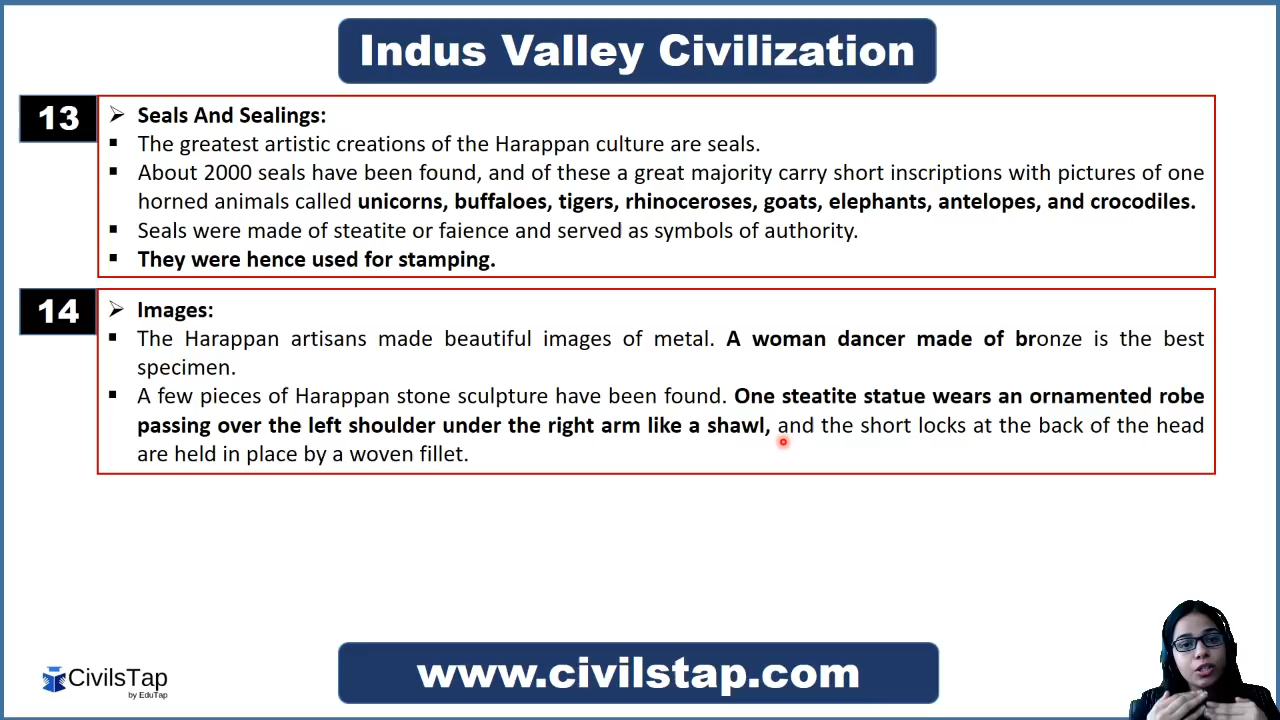 Indus Valley Civilization
13
➢ Seals And Sealings:
▪ The greatest artistic creations of the Harappan culture are seals.
▪ About 2000 seals have been found, and of these a great majority carry short inscriptions with pictures of one
horned animals called unicorns, buffaloes, tigers, rhinoceroses, goats, elephants, antelopes, and crocodiles.
▪ Seals were made of steatite or faience and served as symbols of authority.
▪ They were hence used for stamping.
14
➢ Images:
▪ The Harappan artisans made beautiful images of metal. A woman dancer made of bronze is the best
specimen.
▪ A few pieces of Harappan stone sculpture have been found. One steatite statue wears an ornamented robe
passing over the left shoulder under the right arm like a shawl, and the short locks at the back of the head
are held in place by a woven fillet.
CivilsTap
by EduTap
www.civilstap.com